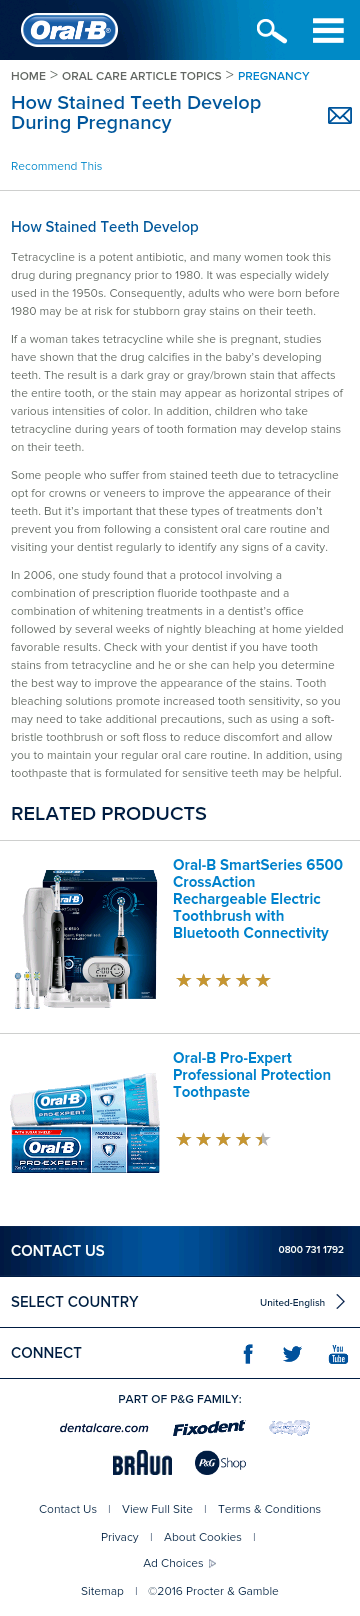 Oral-B
HOME > ORAL CARE ARTICLE TOPICS > PREGNANCY
How Stained Teeth Develop
During Pregnancy
Recommend This
How Stained Teeth Develop
Tetracycline is a potent antibiotic, and many women took this
drug during pregnancy prior to 1980. It was especially widely
used in the 1950s. Consequently, adults who were born before
1980 may be at risk for stubborn gray stains on their teeth.
If a woman takes tetracycline while she is pregnant, studies
have shown that the drug calcifies in the baby's developing
teeth. The result is a dark gray or gray/brown stain that affects
the entire tooth, or the stain may appear as horizontal stripes of
various intensities of color. In addition, children who take
tetracycline during years of tooth formation may develop stains
on their teeth.
Some people who suffer from stained teeth due to tetracycline
opt for crowns or veneers to improve the appearance of their
teeth. But it's important that these types of treatments don't
prevent you from following a consistent oral care routine and
visiting your dentist regularly to identify any signs of a cavity.
In 2006, one study found that a protocol involving a
combination of prescription fluoride toothpaste and a
combination of whitening treatments in a dentist's office
followed by several weeks of nightly bleaching at home yielded
favorable results. Check with your dentist if you have tooth
stains from tetracycline and he or she can help you determine
the best way to improve the appearance of the stains. Tooth
bleaching solutions promote increased tooth sensitivity, so you
may need to take additional precautions, such as using a soft-
bristle toothbrush or soft floss to reduce discomfort and allow
you to maintain your regular oral care routine. In addition, using
toothpaste that is formulated for sensitive teeth may be helpful.
RELATED PRODUCTS
Oral-B SmartSeries 6500
CrossAction
Rechargeable Electric
Toothbrush with
Bluetooth Connectivity
Oral-B
Oral-B Pro-Expert
Professional Protection
Toothpaste
Oral-B
PRO-EXPERT
Oral-B
PRO-EXPERT
PROFESSIONAL
PROTECTION
CONTACT US
0800 731 1792
SELECT COUNTRY
United-English
CONNECT
You
Tube
PART OF P&G FAMILY:
dentalcare.com
Fixodent
BRAUN
P&G Shop
Contact Us | View Full Site | Terms & Conditions
Privacy | About Cookies |
Ad Choices
Sitemap | ©2016 Procter & Gamble